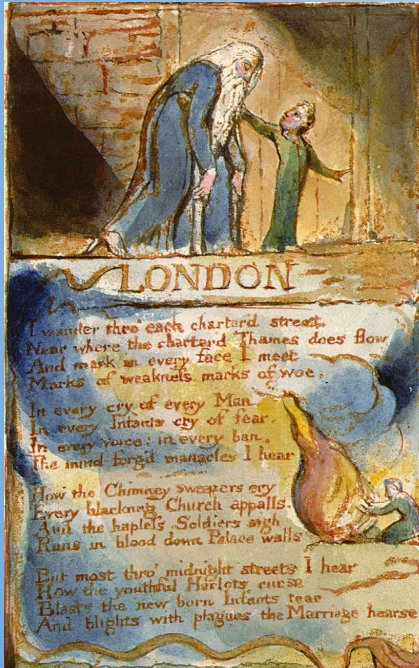 LONDON
I wander thro' each charter'd street,
Near where the charter'd Thames does flow
And mark in every face I meet
Marks of weakness, marks of woe.
In every cry of every Man,
In every Infants cry of fear,
In every voice: in every ban,
The mind-forg'd manacles I hear
How the Chimney-sweepers cry
Every blackning Church appalls,
And the hapless Soldiers sigh
Runs in blood down Palace walls
But most thro' midnight streets I hear
How the youthful Harlots curse
Blasts the new-born Infants tear
And blights with plagues the Marriage hearse